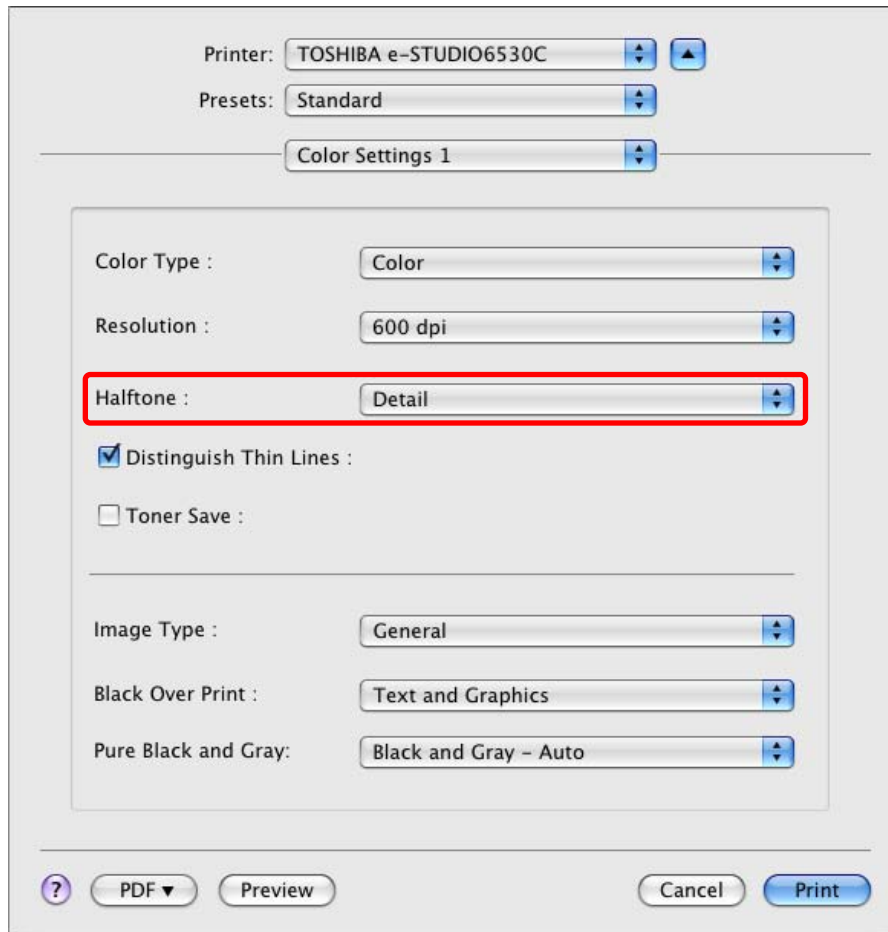 Printer: TOSHIBA e-STUDIO6530C
Presets: Standard
Color Settings 1
Color Type : Color
Resolution : 600 dpi
Halftone : Detail
Distinguish Thin Lines :
Toner Save :
Image Type : General
Black Over Print : Text and Graphics
Pure Black and Gray: Black and Gray – Auto
? PDF ▼ Preview Cancel Print